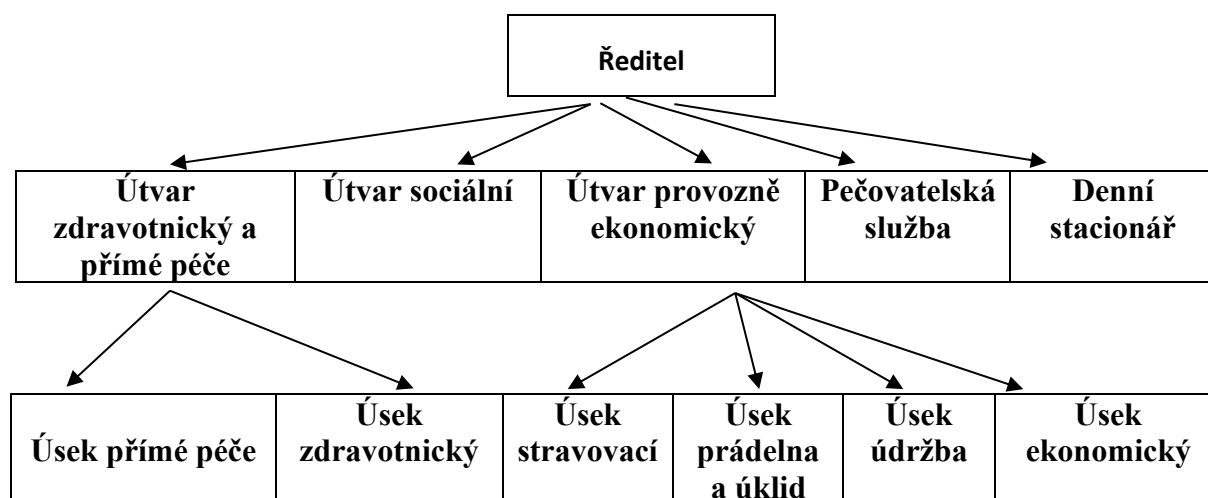 Ředitel
Útvar
zdravotnický a
přímé péče
Útvar sociální
Útvar provozně
ekonomický
Pečovatelská
služba
Denní
stacionář
Úsek přímé péče
Úsek
zdravotnický
Úsek
stravovací
Úsek
prádelna
a úklid
Úsek
údržba
Úsek
ekonomický